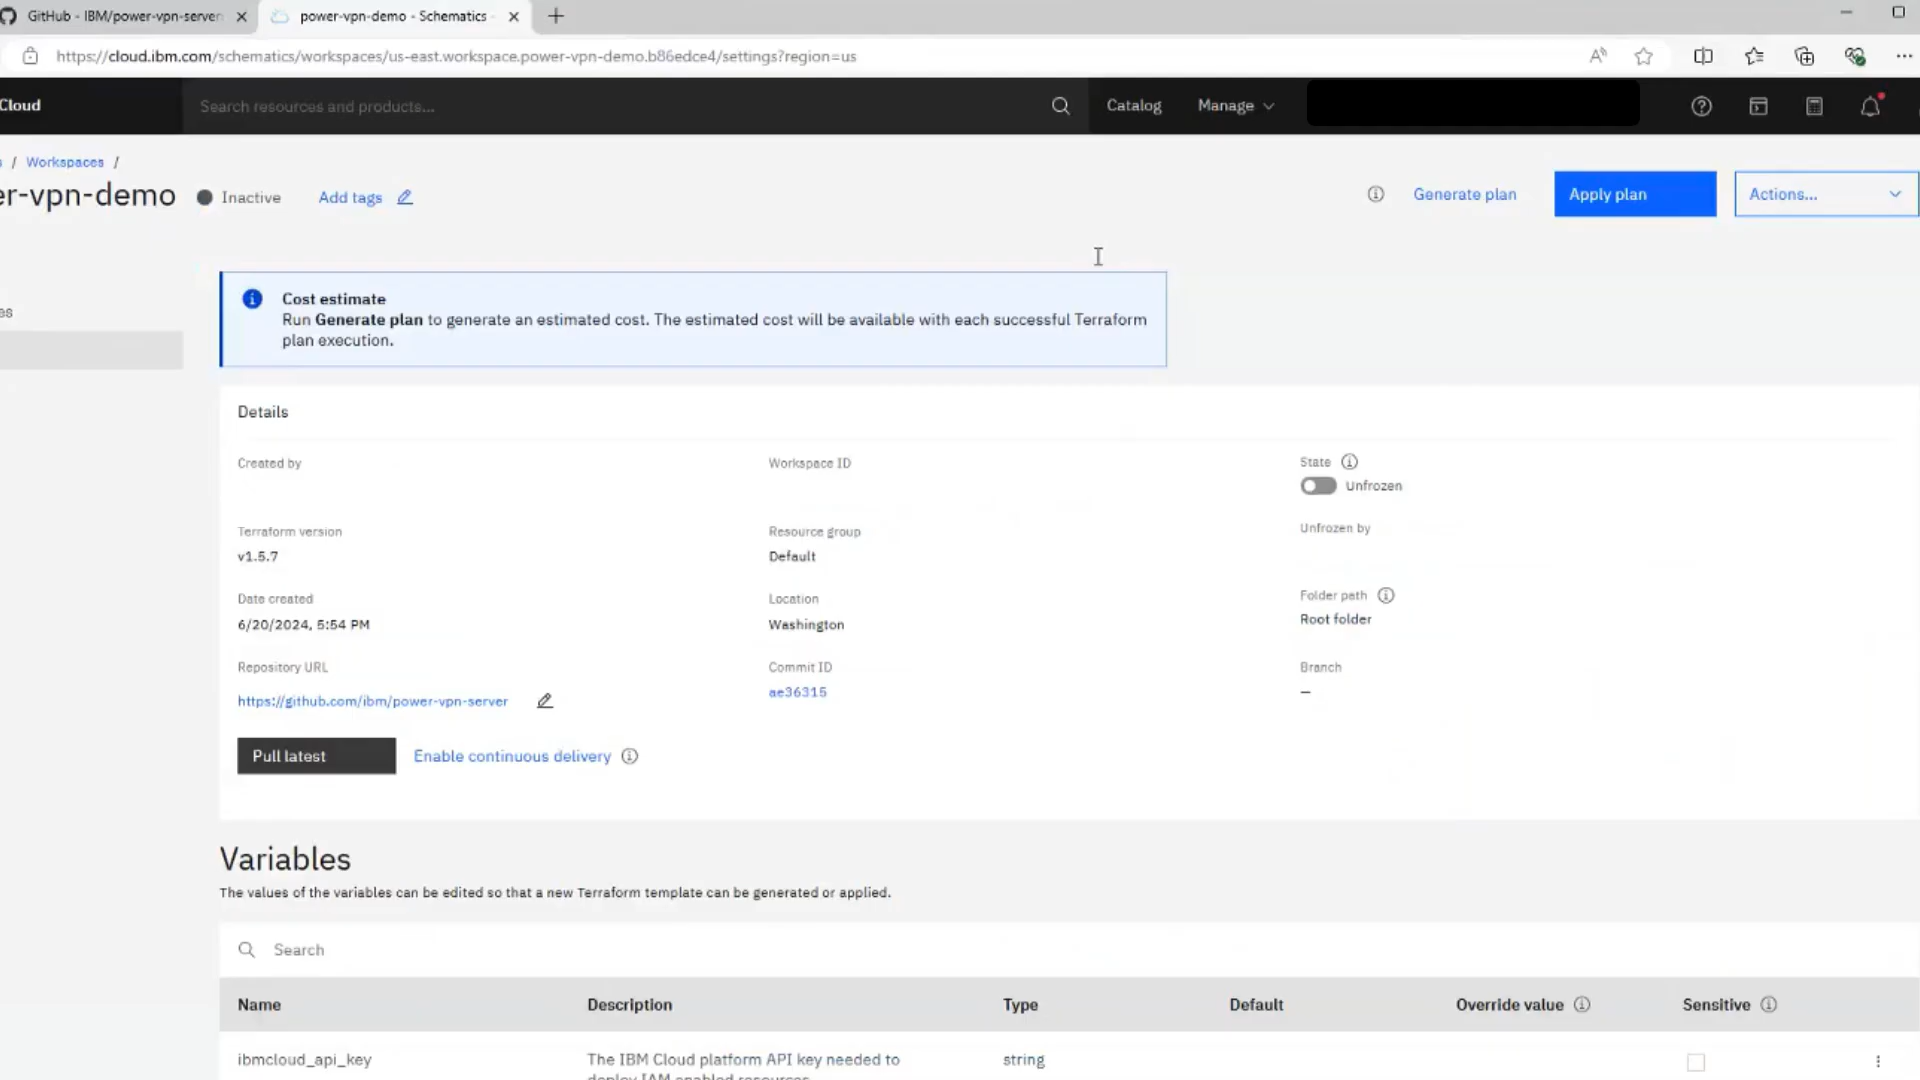 GitHub - IBM/power-vpn-server
power-vpn-demo - Schematics
https://cloud.ibm.com/schematics/workspaces/us-east.workspace.power-vpn-demo.b86edce4/settings?region=us
Cloud
Search resources and products...
Catalog
Manage
s / Workspaces /
er-vpn-demo
Inactive
Add tags
Generate plan
Apply plan
Actions...
es
Cost estimate
Run Generate plan to generate an estimated cost. The estimated cost will be available with each successful Terraform
plan execution.
Details
Created by
Workspace ID
State
Unfrozen
Terraform version
v1.5.7
Resource group
Default
Unfrozen by
Date created
6/20/2024, 5:54 PM
Location
Washington
Folder path
Root folder
Repository URL
https://github.com/ibm/power-vpn-server
Commit ID
ae36315
Branch
—
Pull latest
Enable continuous delivery
Variables
The values of the variables can be edited so that a new Terraform template can be generated or applied.
Search
Name Description Type Default Override value Sensitive
ibmcloud_api_key The IBM Cloud platform API key needed to string
deploy IAM enabled resources